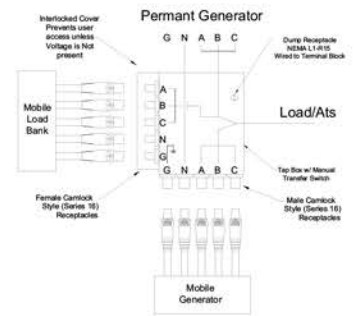 Permant Generator
Interlocked Cover
Prevents user
access unless
Voltage is Not
present
G N A B C
Dump Receptacle
NEMA L1-R15
Wired to Terminal Block
Mobile
Load
Bank
A
B
C
N
G
Load/Ats
G N A B C
Tap Box w/ Manual
Transfer Switch
Female Camlock
Style (Series 16)
Receptacles
Male Camlock
Style (Series 16)
Receptacles
Mobile
Generator